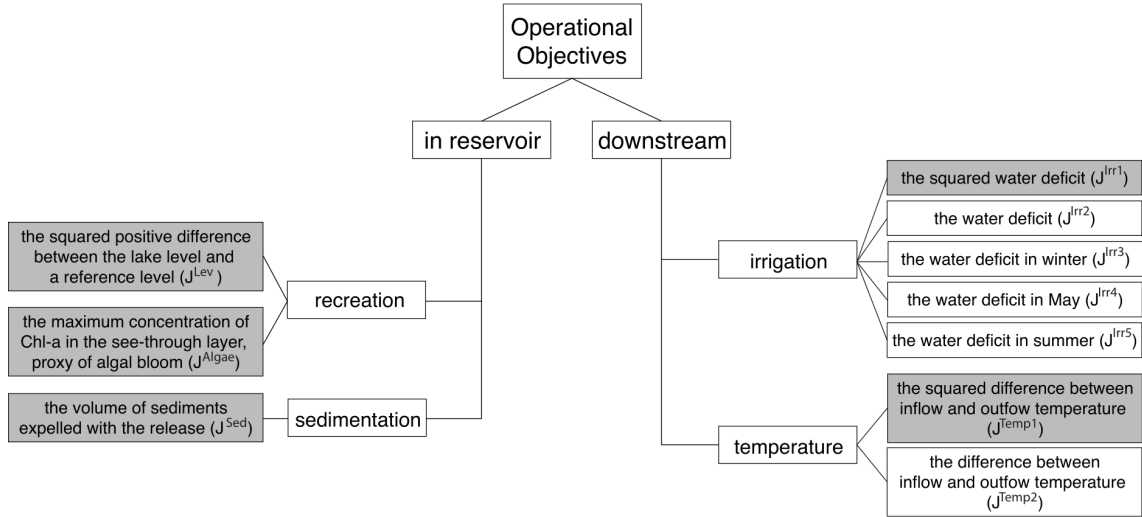 Operational
Objectives
in reservoir
downstream
the squared positive difference
between the lake level and
a reference level (J^Lev )
the maximum concentration of
Chl-a in the see-through layer,
proxy of algal bloom (J^Algae)
recreation
the volume of sediments
expelled with the release (J^Sed)
sedimentation
irrigation
the squared water deficit (J^Irr1)
the water deficit (J^Irr2)
the water deficit in winter (J^Irr3)
the water deficit in May (J^Irr4)
the water deficit in summer (J^Irr5)
temperature
the squared difference between
inflow and outfow temperature
(J^Temp1)
the difference between
inflow and outfow temperature
(J^Temp2)